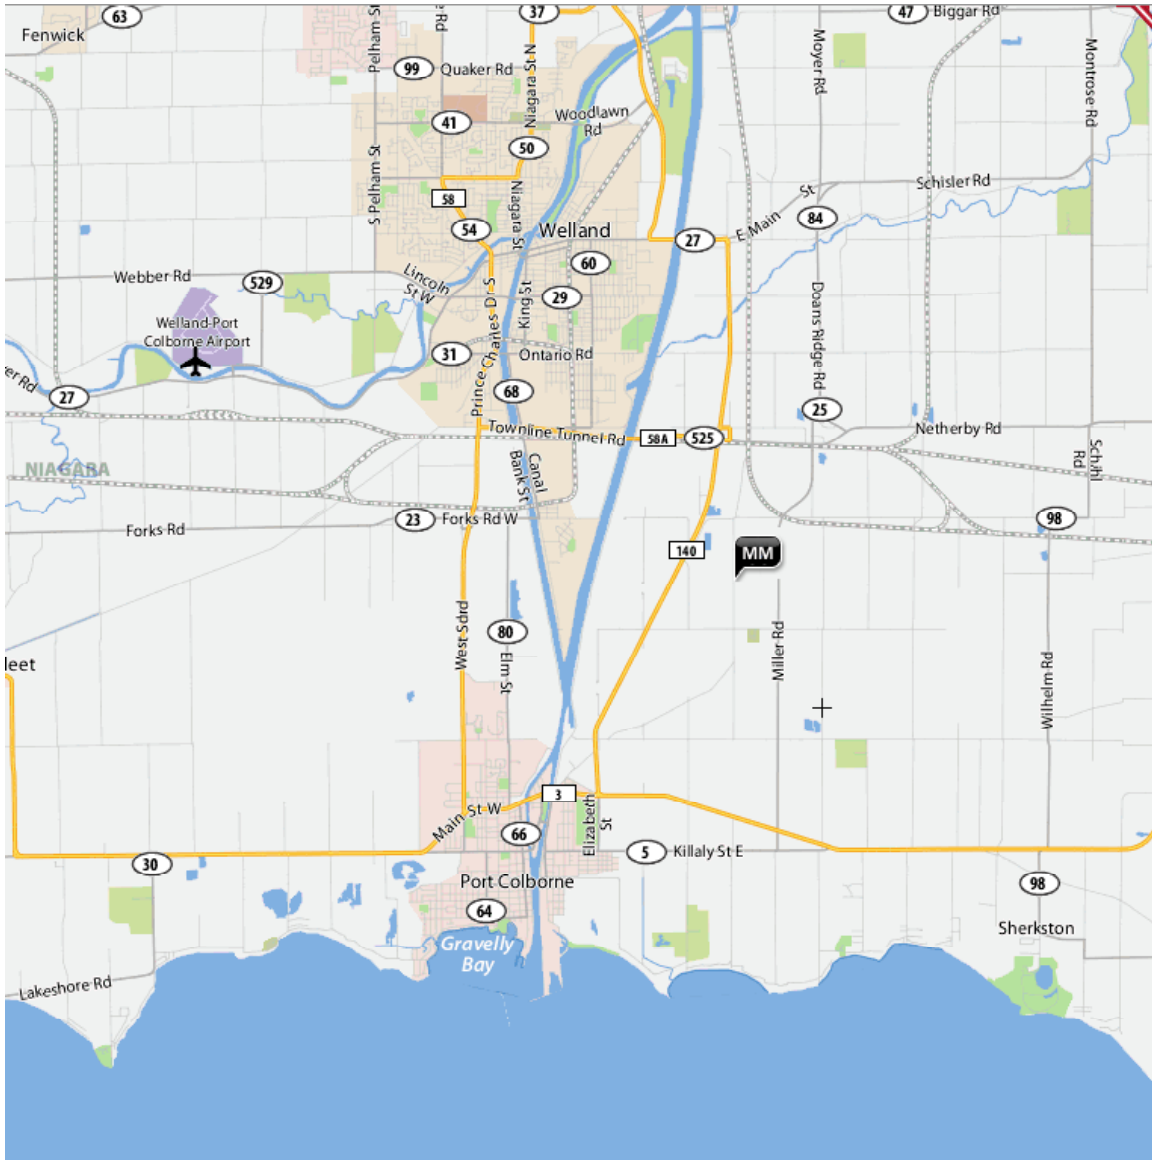 63
37
47
Biggar Rd
Fenwick
Pelham St
Rd
Niagara St N
Moyer Rd
Montrose Rd
99
Quaker Rd
41
Woodlawn
Rd
50
S Pelham St
58
Niagara St
Schisler Rd
54
Welland
27
E Main
St
84
Webber Rd
529
Lincoln
St W
60
29
King St
Prince Charles Dr S
Doans Ridge Rd
Welland-Port
Colborne Airport
31
Ontario Rd
er Rd
27
68
25
Netherby Rd
Townline Tunnel Rd
58A
525
NIAGARA
Canal
Bank St
Schihl
Rd
Forks Rd
23
Forks Rd W
98
140
MM
West Sdrd
80
Elm St
Miller Rd
Wilhelm Rd
leet
3
Main St W
Elizabeth
St
66
30
5
Killaly St E
Port Colborne
98
64
Sherkston
Gravelly
Bay
Lakeshore Rd